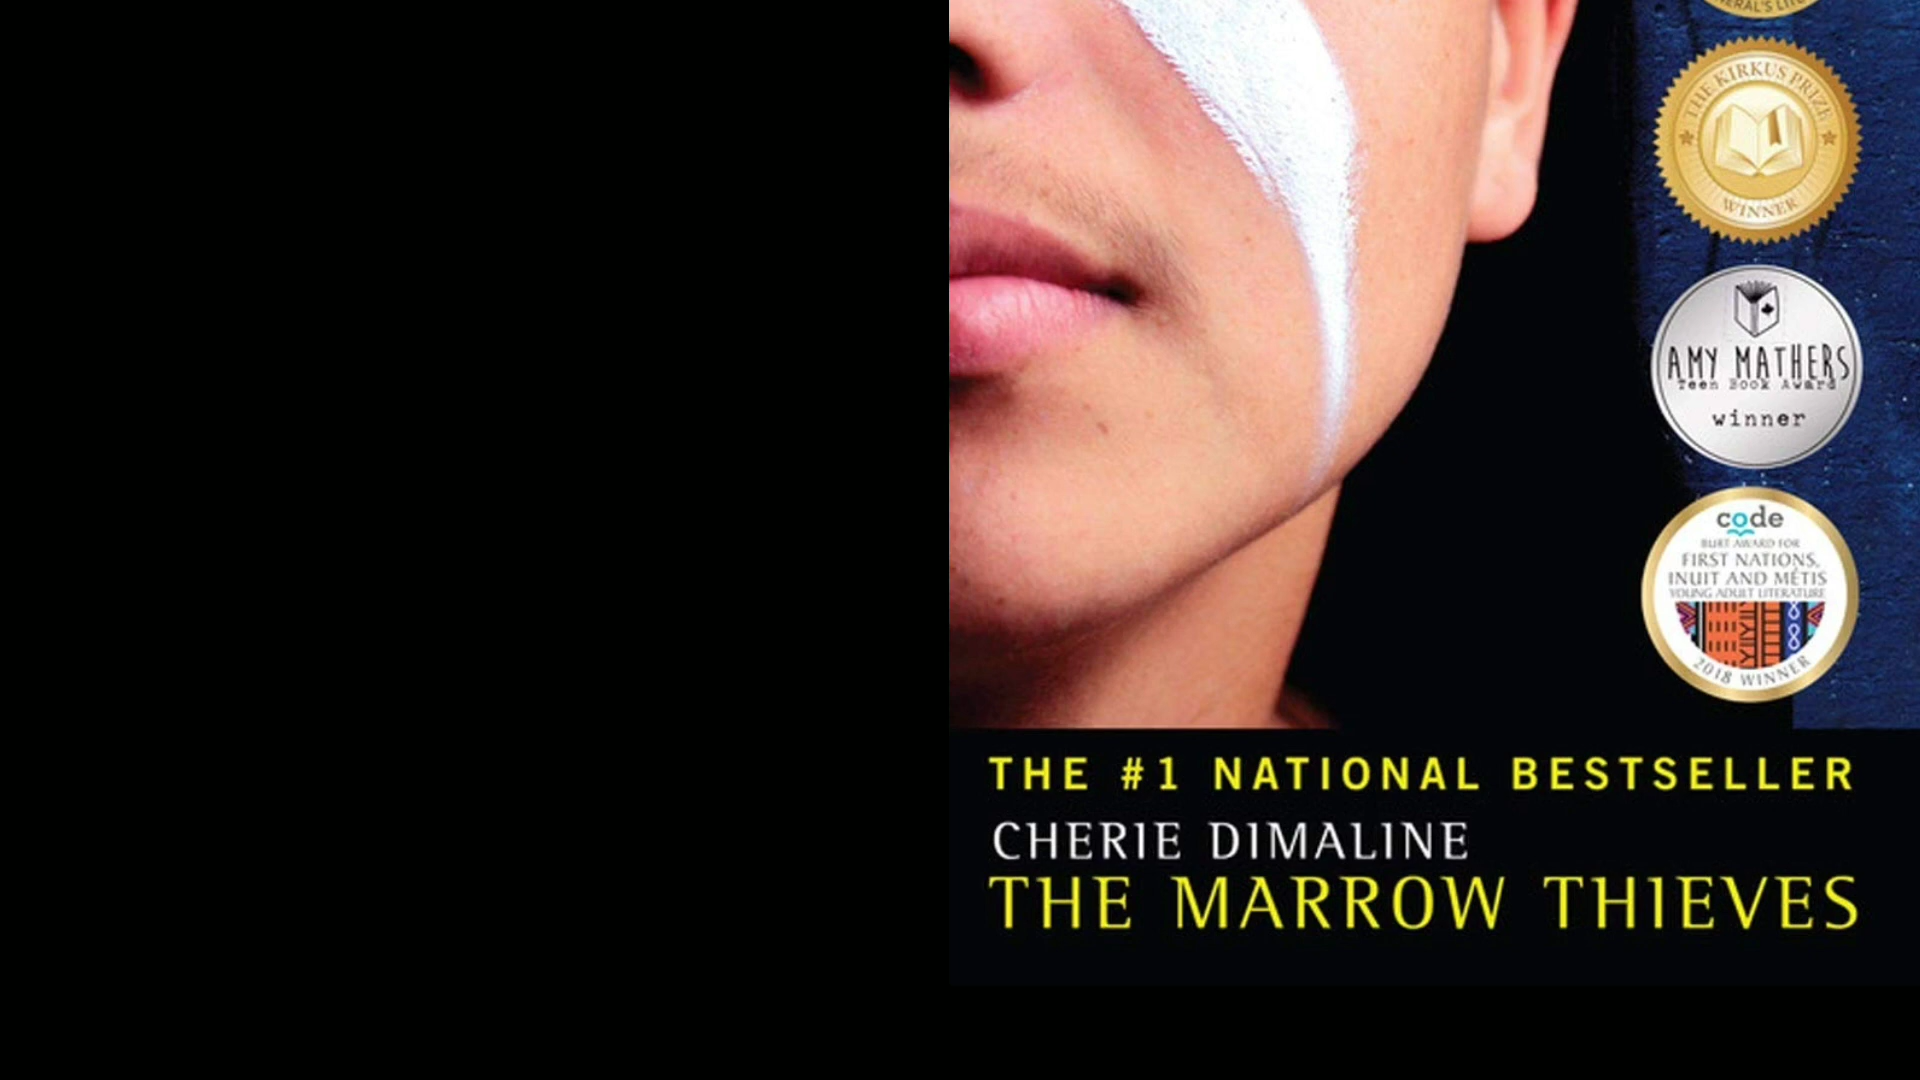 THE KIRKUS PRIZE
WINNER
AMY MATHERS
Teen Book Award
winner
code
BURT AWARD FOR
FIRST NATIONS,
INUIT AND MÉTIS
YOUNG ADULT LITERATURE
2018 WINNER
THE #1 NATIONAL BESTSELLER
CHERIE DIMALINE
THE MARROW THIEVES